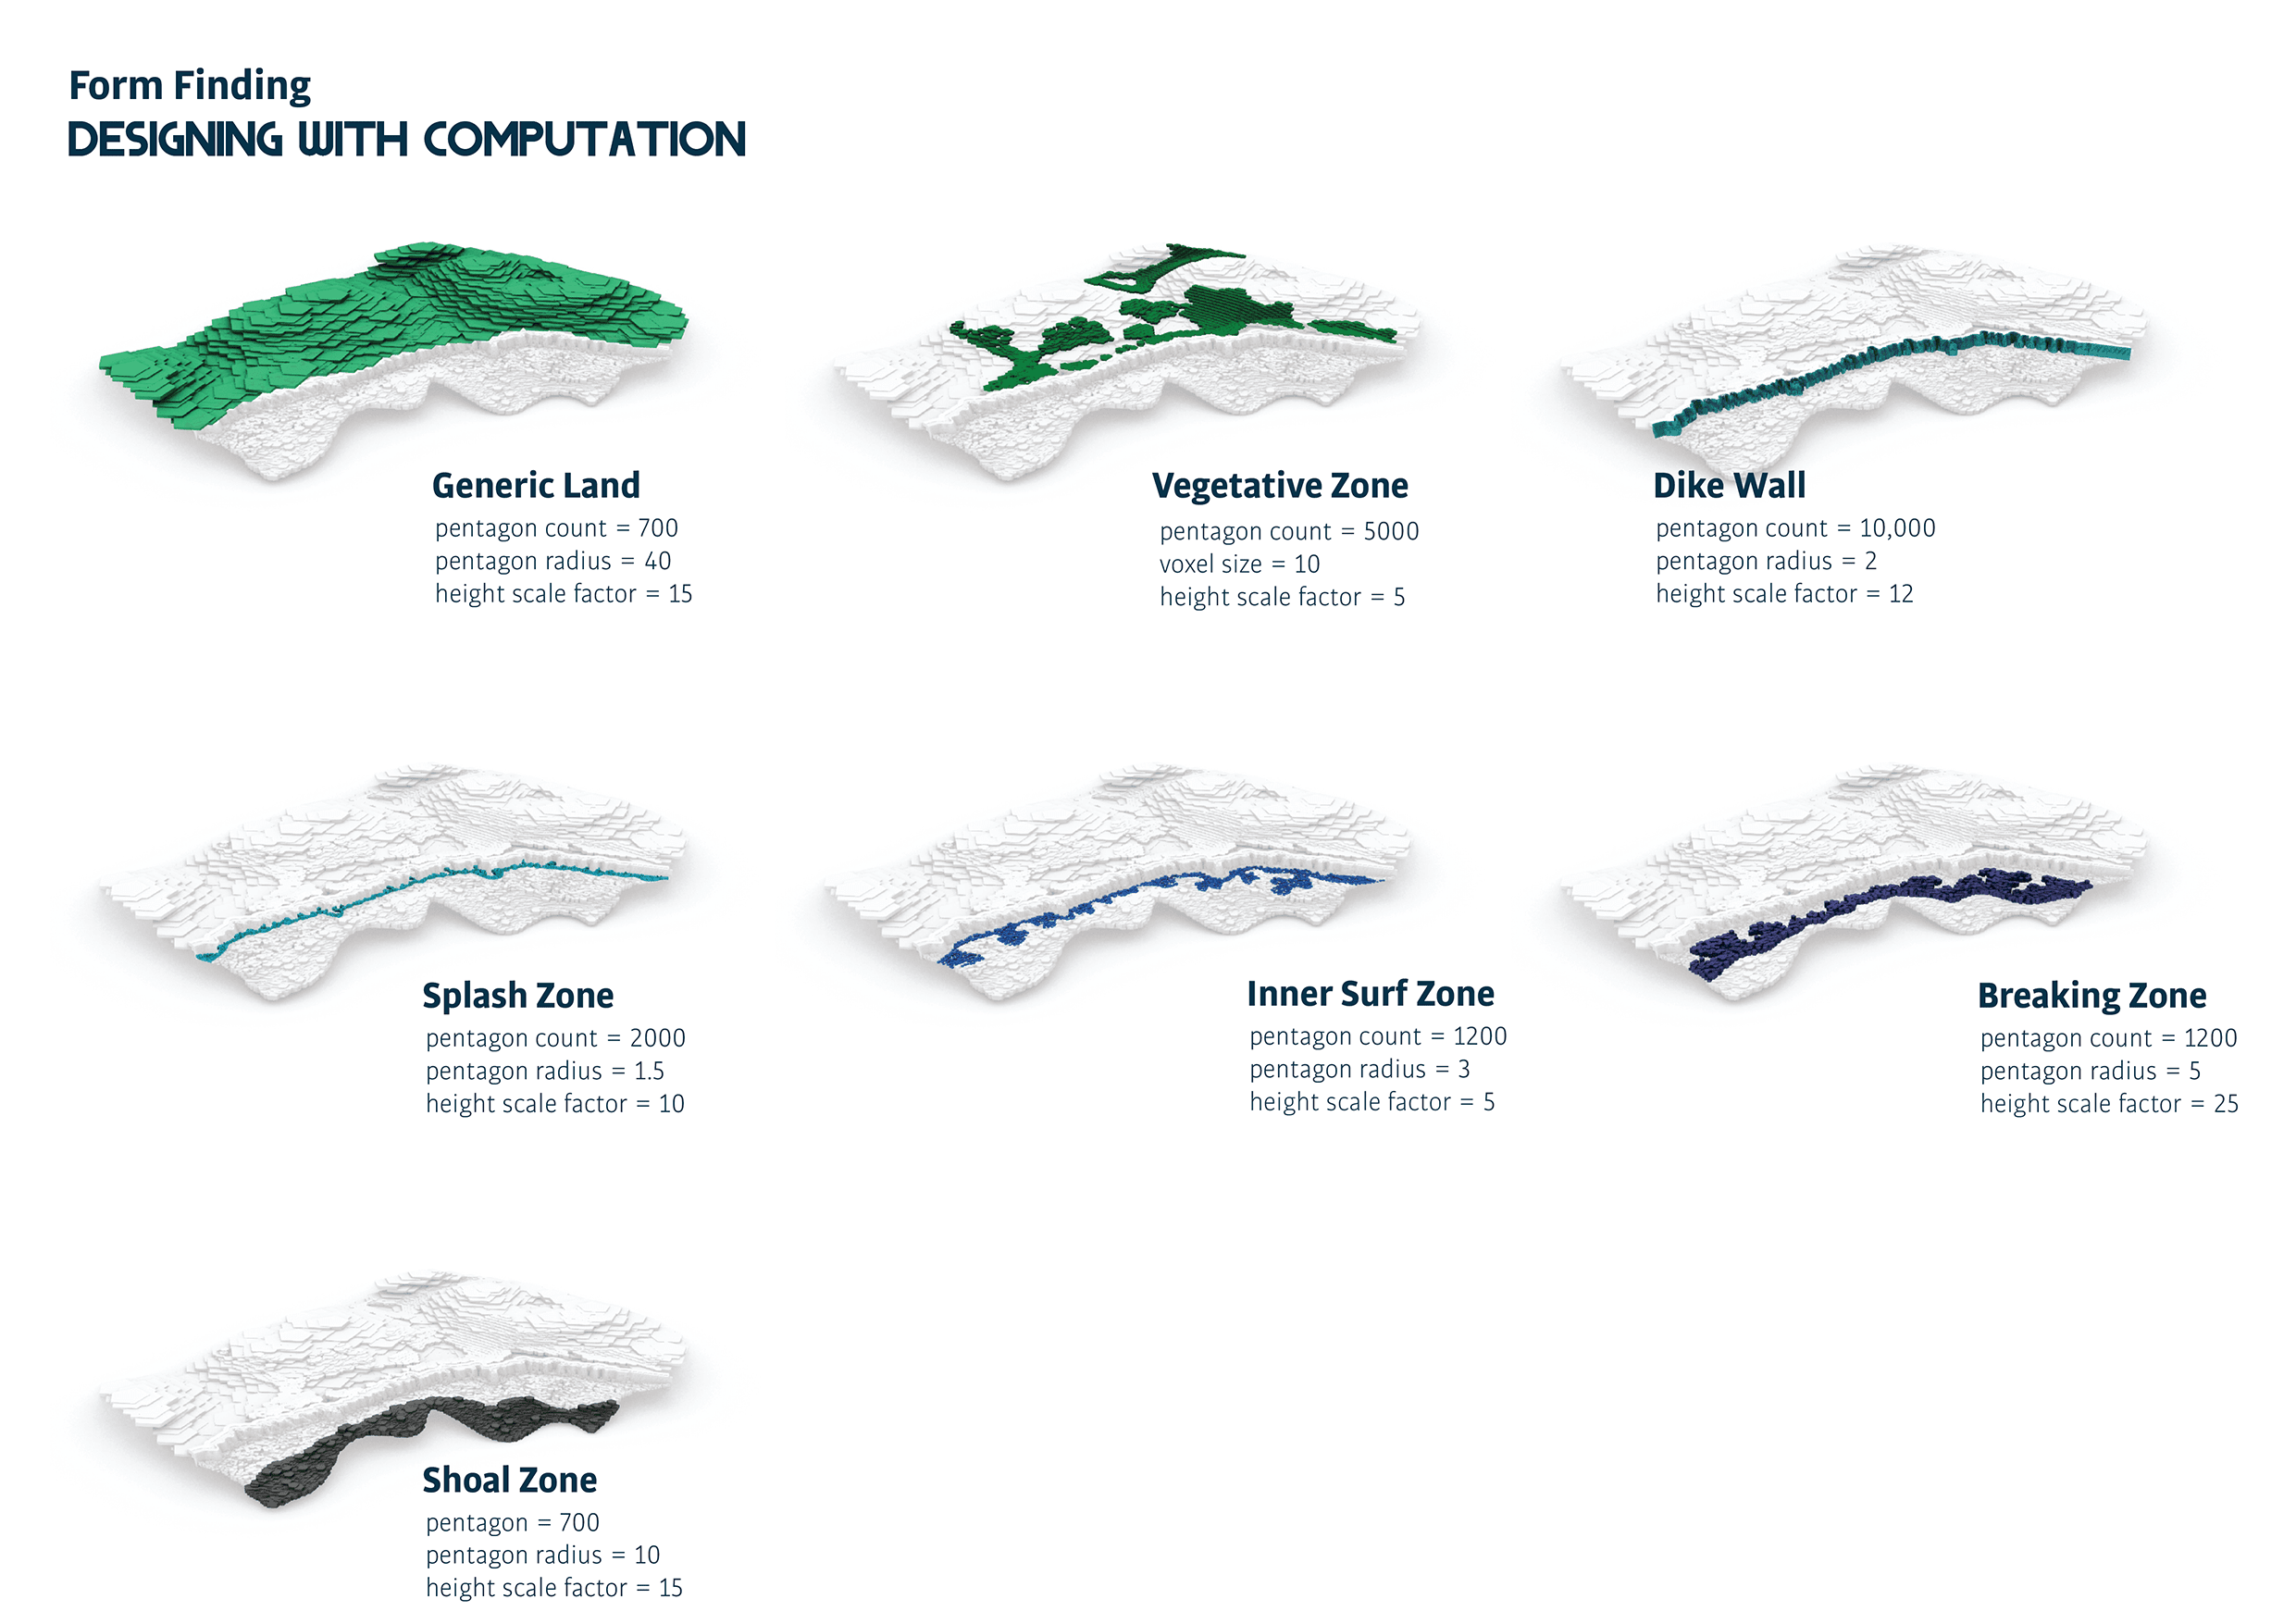 Form Finding
DESIGNING WITH COMPUTATION
Generic Land
pentagon count = 700
pentagon radius = 40
height scale factor = 15
Vegetative Zone
pentagon count = 5000
voxel size = 10
height scale factor = 5
Dike Wall
pentagon count = 10,000
pentagon radius = 2
height scale factor = 12
Splash Zone
pentagon count = 2000
pentagon radius = 1.5
height scale factor = 10
Inner Surf Zone
pentagon count = 1200
pentagon radius = 3
height scale factor = 5
Breaking Zone
pentagon count = 1200
pentagon radius = 5
height scale factor = 25
Shoal Zone
pentagon = 700
pentagon radius = 10
height scale factor = 15